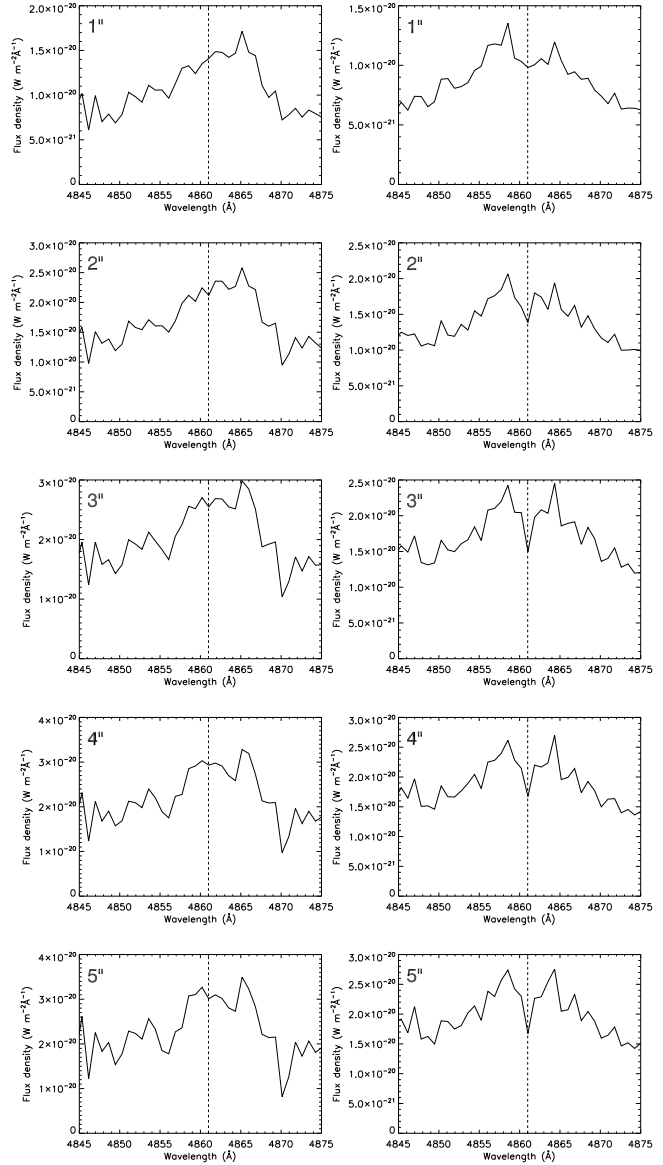 2.0×10⁻²⁰
1.5×10⁻²⁰
1.0×10⁻²⁰
5.0×10⁻²¹
0
Flux density (W m⁻²Å⁻¹)
1"
4845 4850 4855 4860 4865 4870 4875
Wavelength (Å)
1.5×10⁻²⁰
1.0×10⁻²⁰
5.0×10⁻²¹
0
Flux density (W m⁻²Å⁻¹)
1"
4845 4850 4855 4860 4865 4870 4875
Wavelength (Å)
3.0×10⁻²⁰
2.5×10⁻²⁰
2.0×10⁻²⁰
1.5×10⁻²⁰
1.0×10⁻²⁰
5.0×10⁻²¹
0
Flux density (W m⁻²Å⁻¹)
2"
4845 4850 4855 4860 4865 4870 4875
Wavelength (Å)
2.5×10⁻²⁰
2.0×10⁻²⁰
1.5×10⁻²⁰
1.0×10⁻²⁰
5.0×10⁻²¹
0
Flux density (W m⁻²Å⁻¹)
2"
4845 4850 4855 4860 4865 4870 4875
Wavelength (Å)
3×10⁻²⁰
2×10⁻²⁰
1×10⁻²⁰
0
Flux density (W m⁻²Å⁻¹)
3"
4845 4850 4855 4860 4865 4870 4875
Wavelength (Å)
2.5×10⁻²⁰
2.0×10⁻²⁰
1.5×10⁻²⁰
1.0×10⁻²⁰
5.0×10⁻²¹
0
Flux density (W m⁻²Å⁻¹)
3"
4845 4850 4855 4860 4865 4870 4875
Wavelength (Å)
4×10⁻²⁰
3×10⁻²⁰
2×10⁻²⁰
1×10⁻²⁰
0
Flux density (W m⁻²Å⁻¹)
4"
4845 4850 4855 4860 4865 4870 4875
Wavelength (Å)
3.0×10⁻²⁰
2.5×10⁻²⁰
2.0×10⁻²⁰
1.5×10⁻²⁰
1.0×10⁻²⁰
5.0×10⁻²¹
0
Flux density (W m⁻²Å⁻¹)
4"
4845 4850 4855 4860 4865 4870 4875
Wavelength (Å)
4×10⁻²⁰
3×10⁻²⁰
2×10⁻²⁰
1×10⁻²⁰
0
Flux density (W m⁻²Å⁻¹)
5"
4845 4850 4855 4860 4865 4870 4875
Wavelength (Å)
3.0×10⁻²⁰
2.5×10⁻²⁰
2.0×10⁻²⁰
1.5×10⁻²⁰
1.0×10⁻²⁰
5.0×10⁻²¹
0
Flux density (W m⁻²Å⁻¹)
5"
4845 4850 4855 4860 4865 4870 4875
Wavelength (Å)